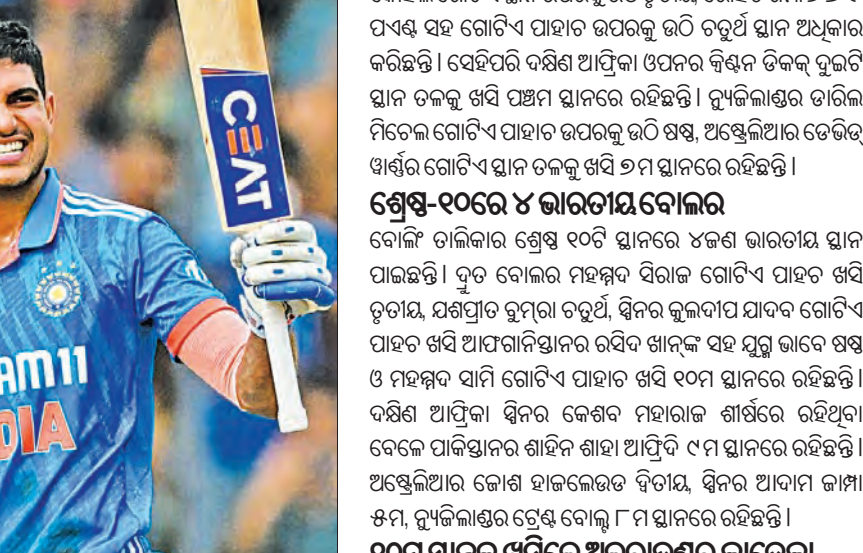 ପଏଣ୍ଟ ସହ ଗୋଟିଏ ପାହାଚ ଉପରକୁ ଉଠି ଚତୁର୍ଥ ସ୍ଥାନ ଅଧିକାର
କରିଛନ୍ତି । ସେହିପରି ଦକ୍ଷିଣ ଆଫ୍ରିକା ଓପନର କ୍ୱିଣ୍ଟନ ଡିକକ୍ ଦୁଇଟି
ସ୍ଥାନ ତଳକୁ ଖସି ପଞ୍ଚମ ସ୍ଥାନରେ ରହିଛନ୍ତି । ନ୍ୟୁଜିଲାଣ୍ଡର ଡାରିଲ
ମିଚେଲ ଗୋଟିଏ ପାହାଚ ଉପରକୁ ଉଠି ଷଷ୍ଠ, ଅଷ୍ଟ୍ରେଲିଆର ଡେଭିଡ୍
ୱାର୍ଣ୍ଣର ଗୋଟିଏ ସ୍ଥାନ ତଳକୁ ଖସି ୭ମ ସ୍ଥାନରେ ରହିଛନ୍ତି ।
ଶ୍ରେଷ୍ଠ-୧୦ରେ ୪ ଭାରତୀୟ ବୋଲର
ବୋଲିଂ ତାଲିକାର ଶ୍ରେଷ୍ଠ ୧୦ଟି ସ୍ଥାନରେ ୪ଜଣ ଭାରତୀୟ ସ୍ଥାନ
ପାଇଛନ୍ତି । ଦ୍ରୁତ ବୋଲର ମହମ୍ମଦ ସିରାଜ ଗୋଟିଏ ପାହଚ ଖସି
ତୃତୀୟ, ଯଶପ୍ରୀତ ବୁମ୍‌ରା ଚତୁର୍ଥ, ସ୍ପିନର କୁଲଦୀପ ଯାଦବ ଗୋଟିଏ
ପାହଚ ଖସି ଆଫଗାନିସ୍ତାନର ରସିଦ ଖାନ୍‌ଙ୍କ ସହ ଯୁଗ୍ମ ଭାବେ ଷଷ୍ଠ
ଓ ମହମ୍ମଦ ସାମି ଗୋଟିଏ ପାହାଚ ଖସି ୧୦ମ ସ୍ଥାନରେ ରହିଛନ୍ତି ।
ଦକ୍ଷିଣ ଆଫ୍ରିକା ସ୍ପିନର କେଶବ ମହାରାଜ ଶୀର୍ଷରେ ରହିଥିବା
ବେଳେ ପାକିସ୍ତାନର ଶାହିନ ଶାହା ଆଫ୍ରିଦି ୯ମ ସ୍ଥାନରେ ରହିଛନ୍ତି ।
ଅଷ୍ଟ୍ରେଲିଆର ଜୋଶ ହାଜଲେଉଡ ଦ୍ୱିତୀୟ, ସ୍ପିନର ଆଦାମ ଜାମ୍ପା
୫ମ, ନ୍ୟୁଜିଲାଣ୍ଡର ଟ୍ରେଣ୍ଟ ବୋଲ୍ଟ ୮ମ ସ୍ଥାନରେ ରହିଛନ୍ତି ।
CEAT
AM11
DIA